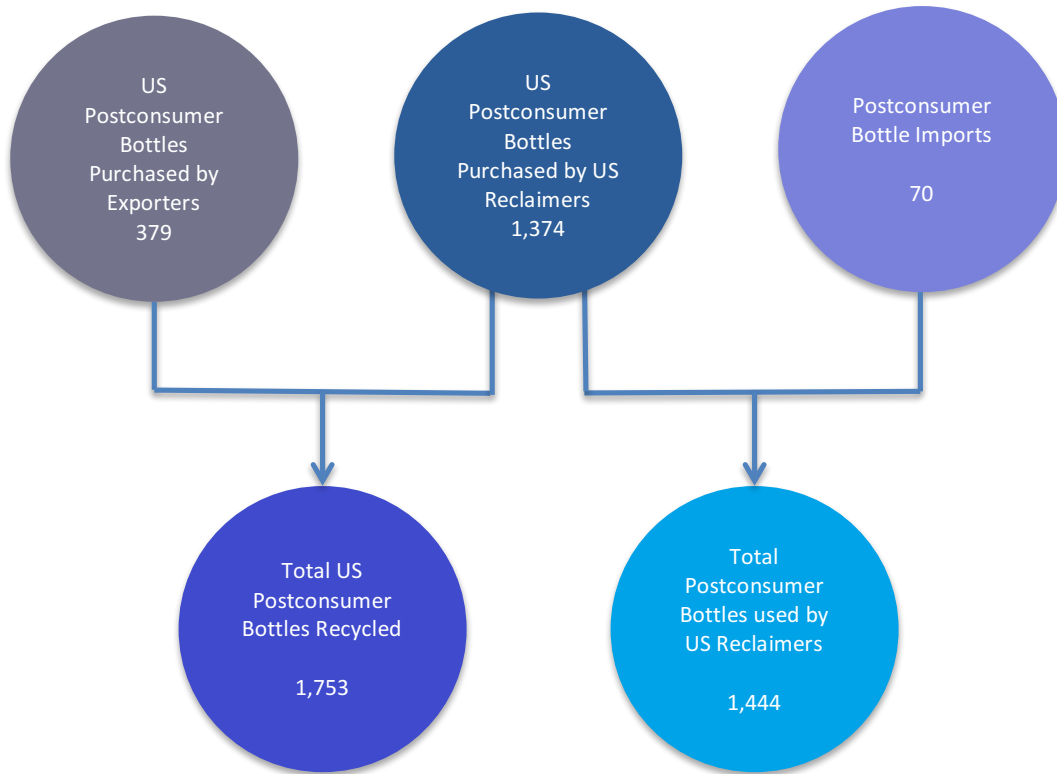 US
Postconsumer
Bottles
Purchased by
Exporters
379
US
Postconsumer
Bottles
Purchased by US
Reclaimers
1,374
Postconsumer
Bottle Imports
70
Total US
Postconsumer
Bottles Recycled
1,753
Total
Postconsumer
Bottles used by
US Reclaimers
1,444